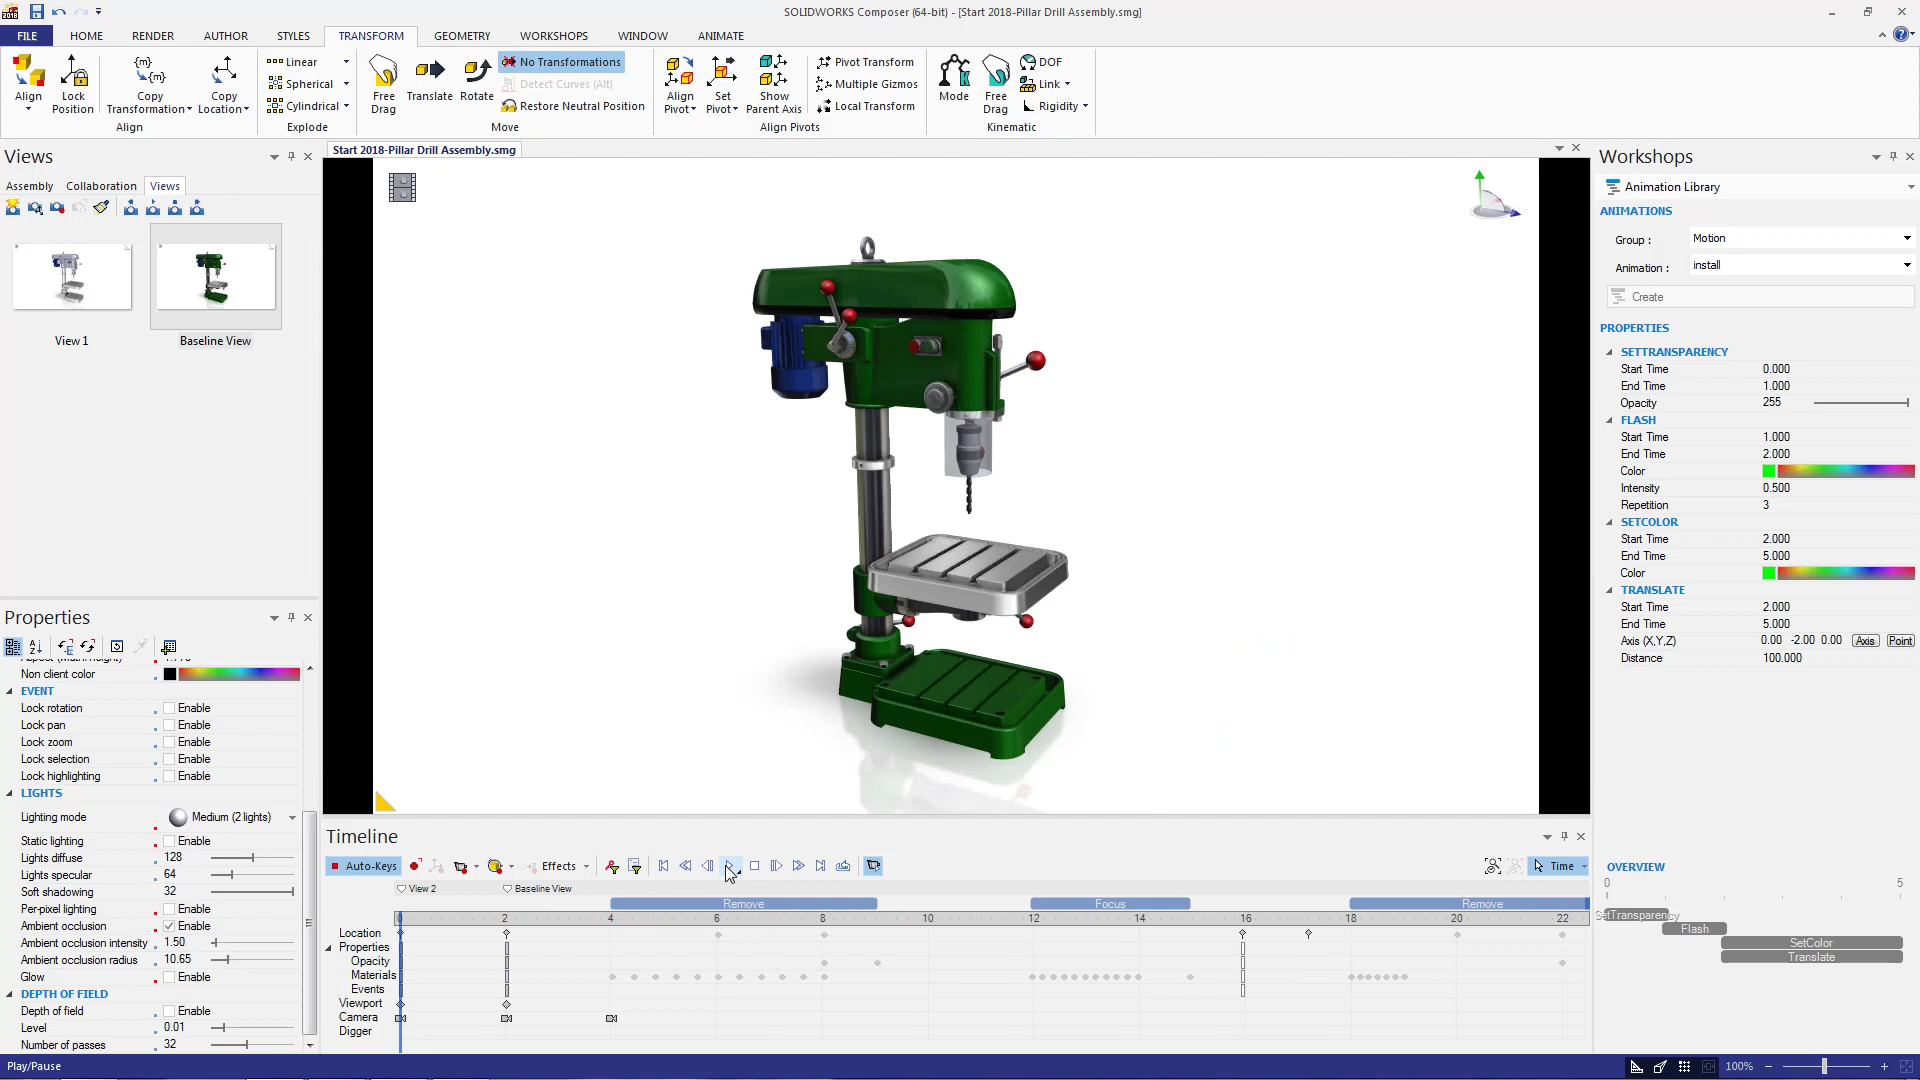 SOLIDWORKS Composer (64-bit) - [Start 2018-Pillar Drill Assembly.smg]
FILE HOME RENDER AUTHOR STYLES TRANSFORM GEOMETRY WORKSHOPS WINDOW ANIMATE
Align
Lock Position
Copy Transformation
Copy Location
Linear
Spherical
Cylindrical
Free Drag
Translate
Rotate
No Transformations
Detect Curves (Alt)
Restore Neutral Position
Align Pivot
Set Pivot
Show Parent Axis
Pivot Transform
Multiple Gizmos
Local Transform
Mode
Free Drag
DOF
Link
Rigidity
Align Explode Move Align Pivots Kinematic
Views
Assembly Collaboration Views
View 1 Baseline View
Start 2018-Pillar Drill Assembly.smg
Properties
Non client color
EVENT
Lock rotation Enable
Lock pan Enable
Lock zoom Enable
Lock selection Enable
Lock highlighting Enable
LIGHTS
Lighting mode Medium (2 lights)
Static lighting Enable
Lights diffuse 128
Lights specular 64
Soft shadowing 32
Per-pixel lighting Enable
Ambient occlusion Enable
Ambient occlusion intensity 1.50
Ambient occlusion radius 10.65
Glow Enable
DEPTH OF FIELD
Depth of field Enable
Level 0.01
Number of passes 32
Timeline
Auto-Keys Effects Time
View 2 Baseline View
Remove Focus Remove
0 2 4 6 8 10 12 14 16 18 20 22
Location
Properties
Opacity
Materials
Events
Viewport
Camera
Digger
Workshops
Animation Library
ANIMATIONS
Group : Motion
Animation : install
Create
PROPERTIES
SETTRANSPARENCY
Start Time 0.000
End Time 1.000
Opacity 255
FLASH
Start Time 1.000
End Time 2.000
Color
Intensity 0.500
Repetition 3
SETCOLOR
Start Time 2.000
End Time 5.000
Color
TRANSLATE
Start Time 2.000
End Time 5.000
Axis (X,Y,Z) 0.00 -2.00 0.00 Axis Point
Distance 100.000
OVERVIEW
0 5
SetTransparency
Flash
SetColor
Translate
Play/Pause
100%